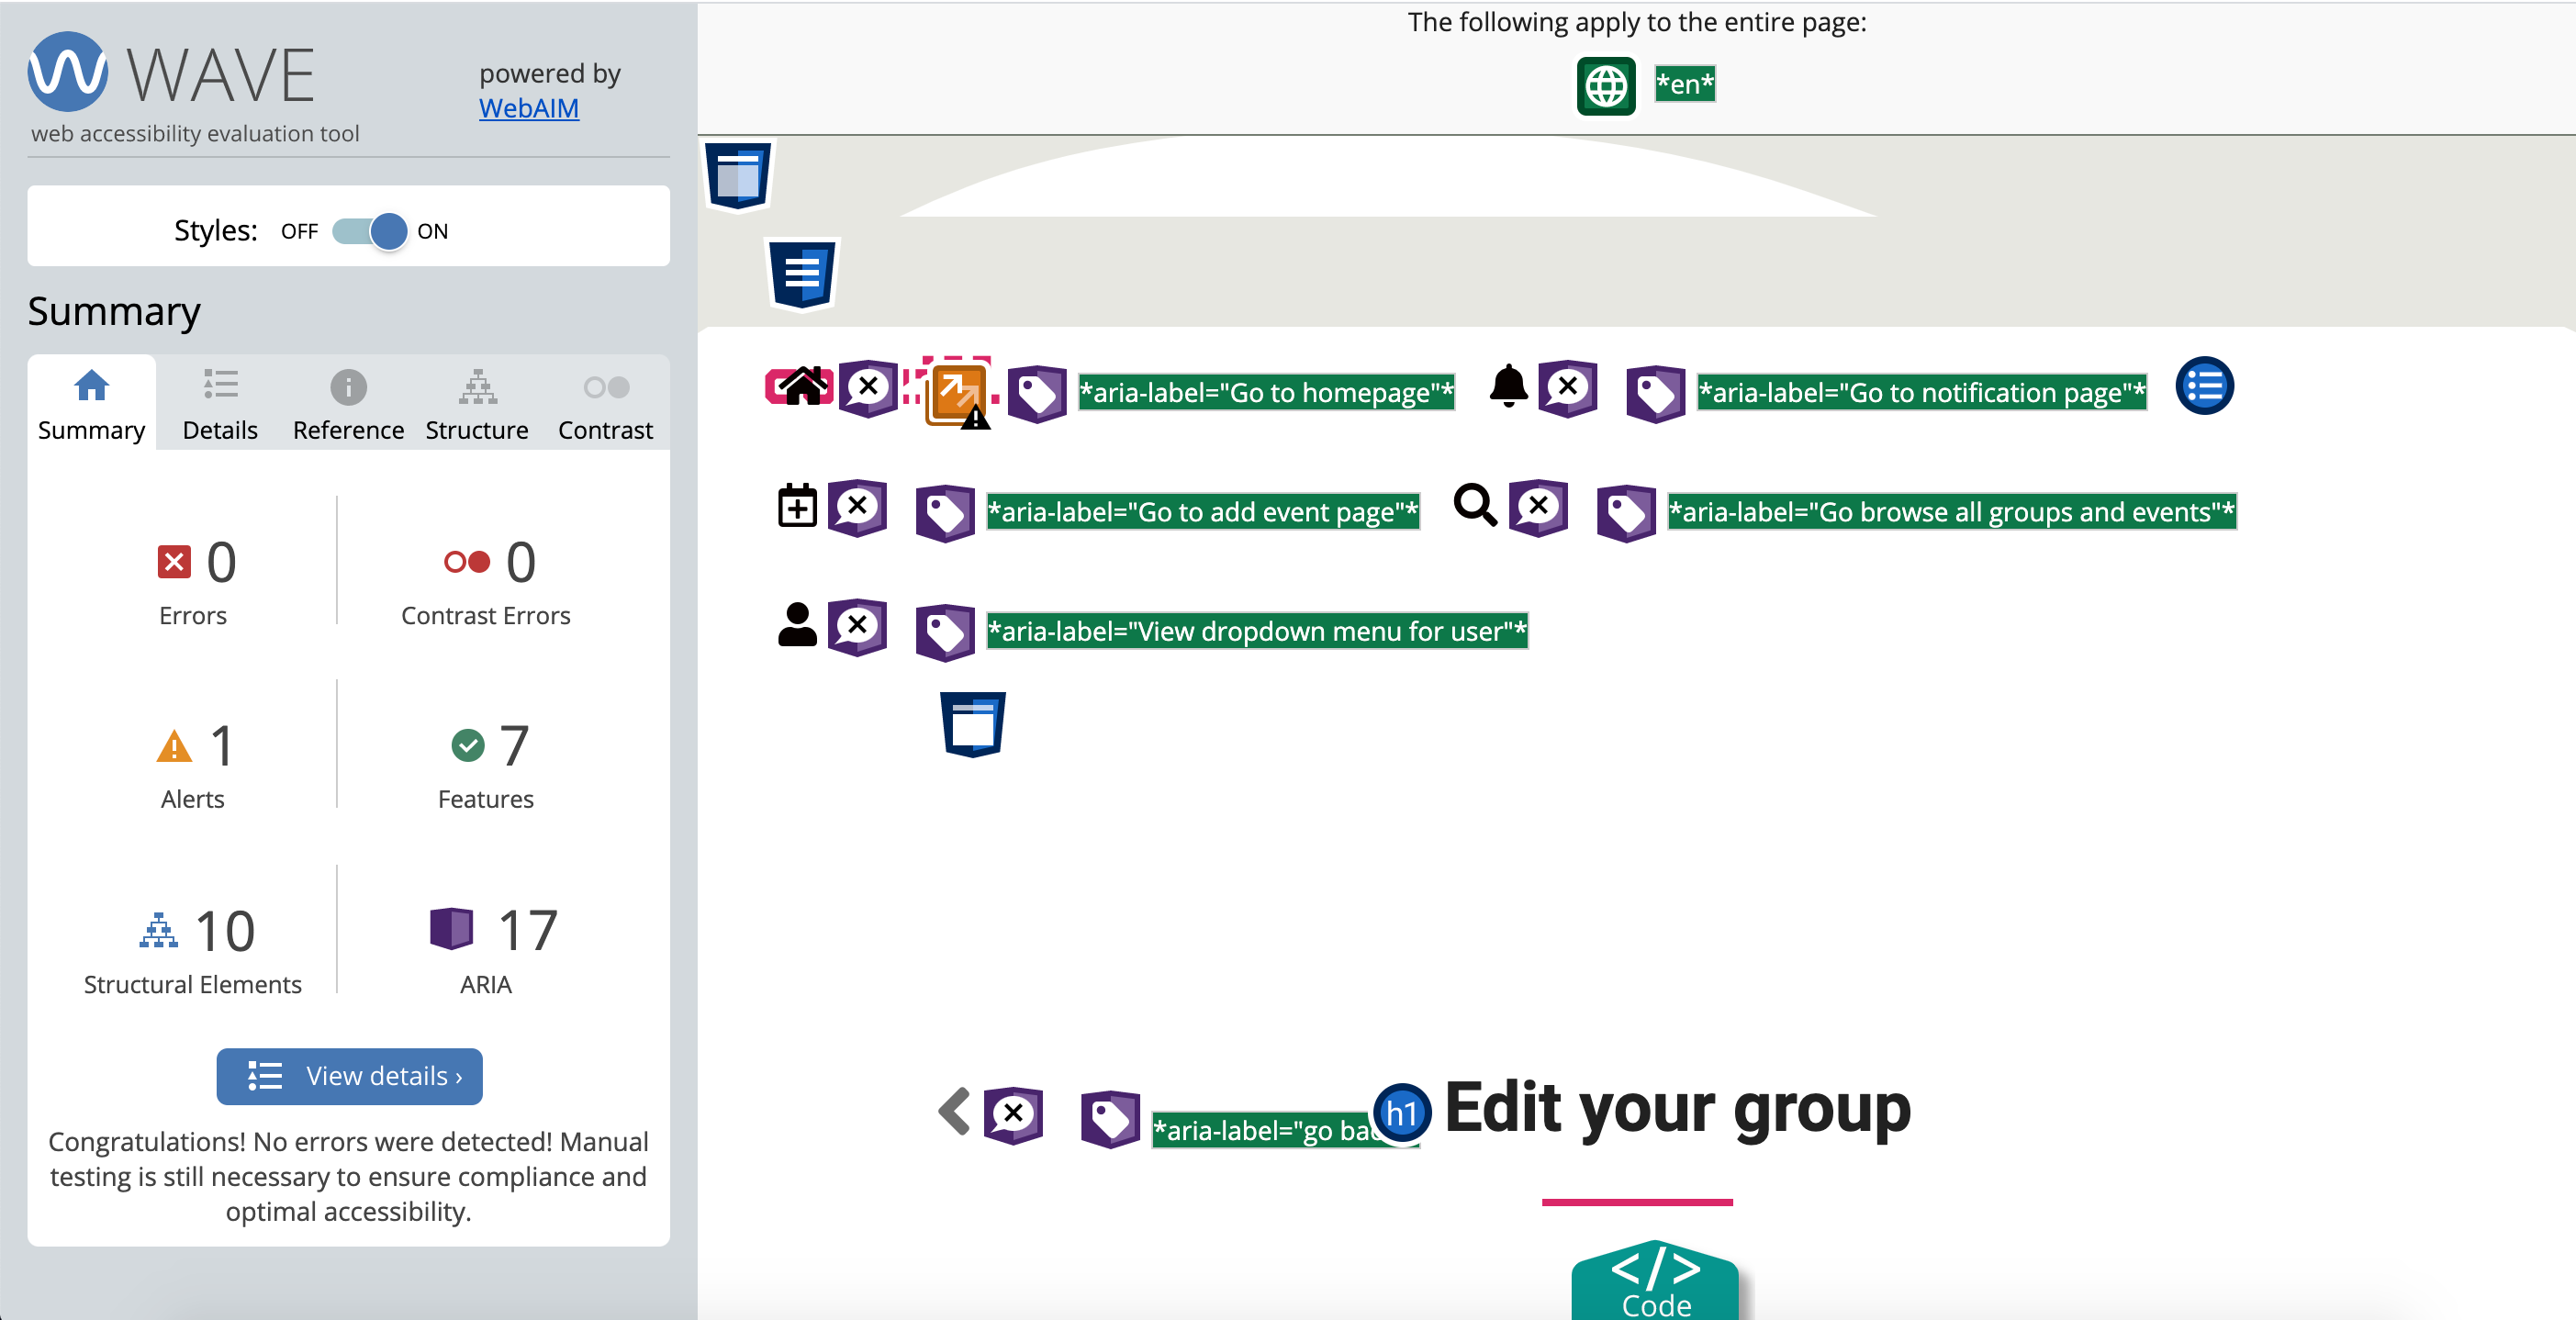 WAVE
powered by
WebAIM
web accessibility evaluation tool
Styles: OFF ON
Summary
Summary Details Reference Structure Contrast
0 0
Errors Contrast Errors
1 7
Alerts Features
10 17
Structural Elements ARIA
View details ›
Congratulations! No errors were detected! Manual
testing is still necessary to ensure compliance and
optimal accessibility.
The following apply to the entire page:
*en*
*aria-label="Go to homepage"* *aria-label="Go to notification page"*
*aria-label="Go to add event page"* *aria-label="Go browse all groups and events"*
*aria-label="View dropdown menu for user"*
*aria-label="go h1 Edit your group
</>
Code